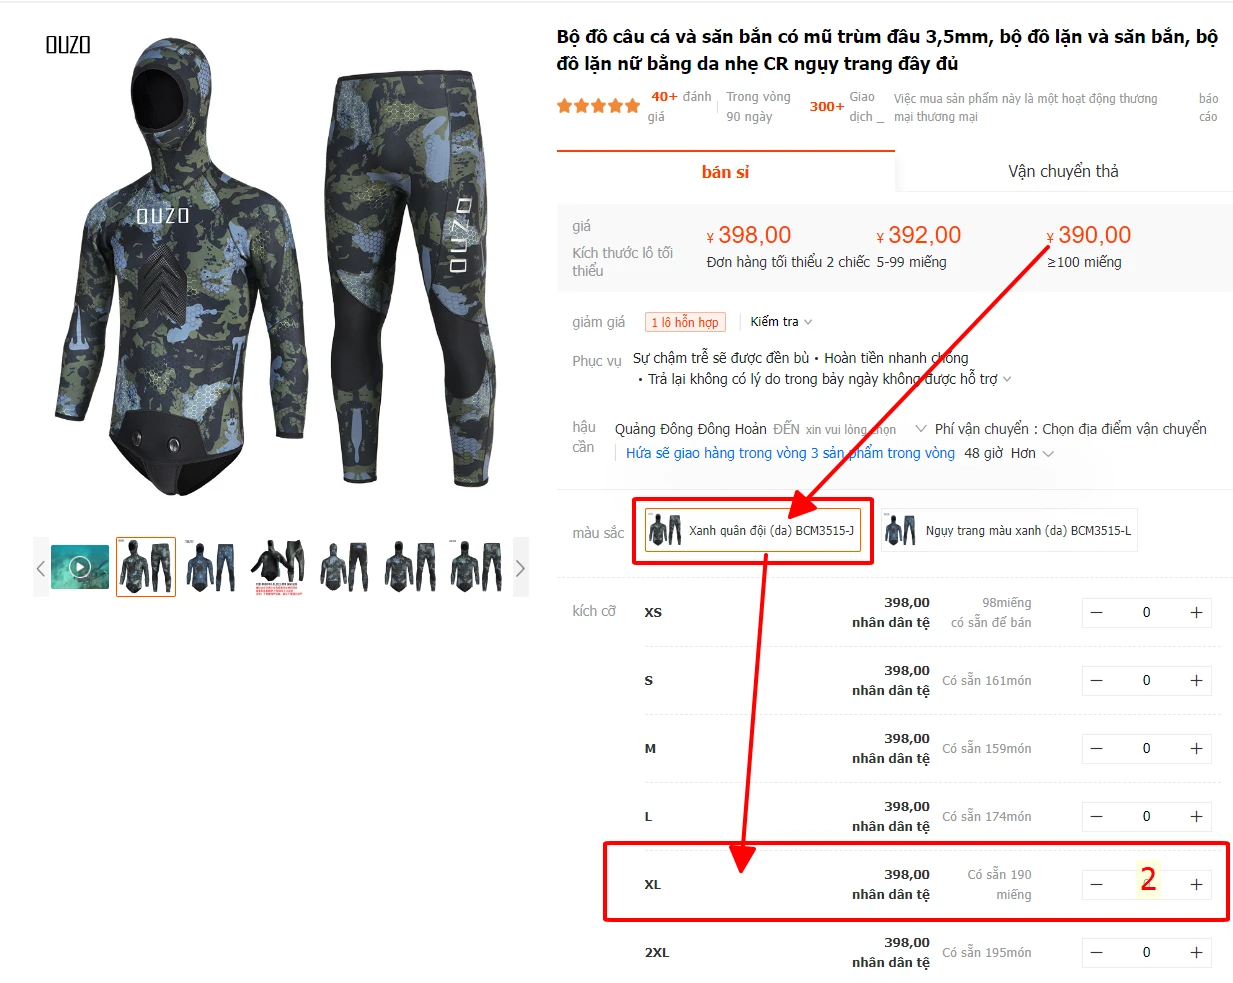 OUZO
OUZO
OUZO
Bộ đồ câu cá và săn bắn có mũ trùm đầu 3,5mm, bộ đồ lặn và săn bắn, bộ
đồ lặn nữ bằng da nhẹ CR ngụy trang đầy đủ
40+ đánh giá
Trong vòng 90 ngày
300+ Giao dịch _
Việc mua sản phẩm này là một hoạt động thương
mại thương mại
báo cáo
bán sỉ
Vận chuyển thả
giá
¥ 398,00 ¥ 392,00 ¥ 390,00
Kích thước lô tối thiểu
Đơn hàng tối thiểu 2 chiếc 5-99 miếng ≥100 miếng
giảm giá 1 lô hỗn hợp Kiểm tra
Phục vụ Sự chậm trễ sẽ được đền bù • Hoàn tiền nhanh chóng
• Trả lại không có lý do trong bảy ngày không được hỗ trợ
hậu cần
Quảng Đông Đông Hoản ĐẾN xin vui lòng chọn Phí vận chuyển : Chọn địa điểm vận chuyển
Hứa sẽ giao hàng trong vòng 3 sản phẩm trong vòng 48 giờ Hơn
màu sắc Xanh quân đội (da) BCM3515-J Ngụy trang màu xanh (da) BCM3515-L
kích cỡ
XS 398,00 nhân dân tệ 98miếng có sẵn để bán − 0 +
S 398,00 nhân dân tệ Có sẵn 161món − 0 +
M 398,00 nhân dân tệ Có sẵn 159món − 0 +
L 398,00 nhân dân tệ Có sẵn 174món − 0 +
XL 398,00 nhân dân tệ Có sẵn 190 miếng − 2 +
2XL 398,00 nhân dân tệ Có sẵn 195món − 0 +